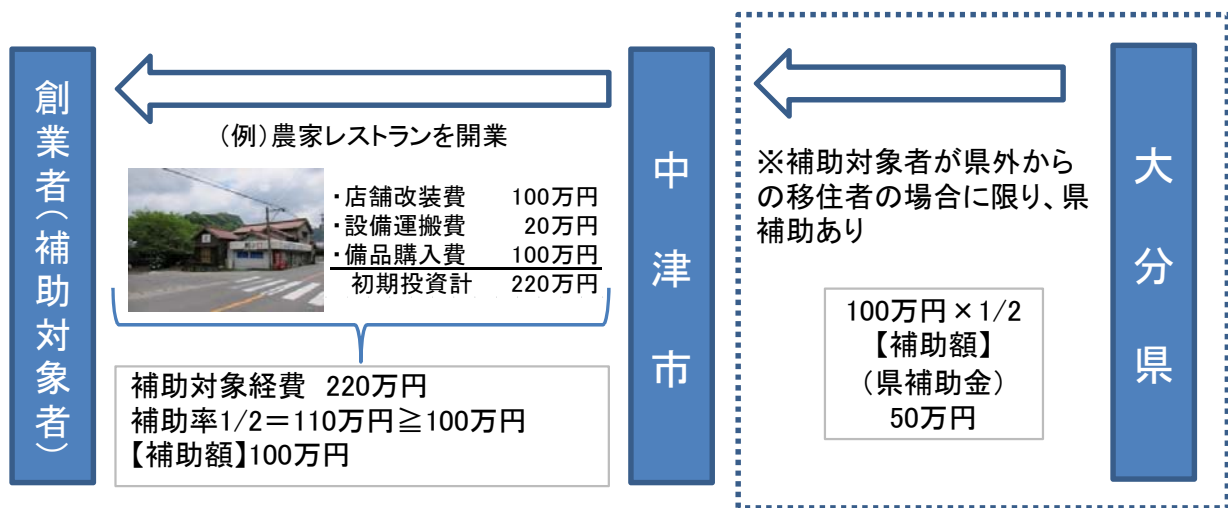 創業者（補助対象者）
（例）農家レストランを開業
・店舗改装費 100万円
・設備運搬費 20万円
・備品購入費 100万円
初期投資計 220万円
補助対象経費 220万円
補助率1/2＝110万円≧100万円
【補助額】100万円
中津市
※補助対象者が県外から
の移住者の場合に限り、県
補助あり
100万円×1/2
【補助額】
（県補助金）
50万円
大分県